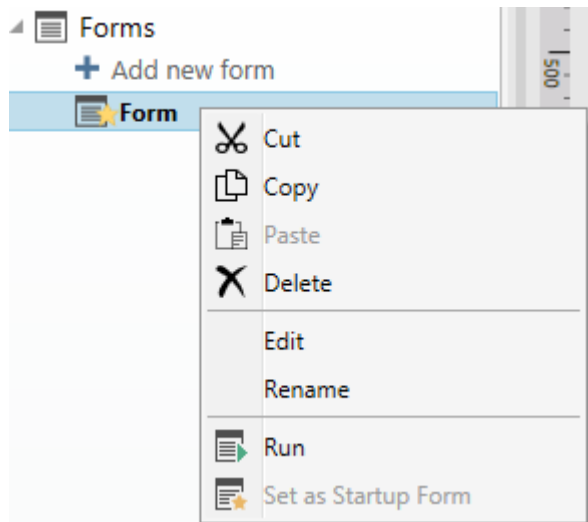 Forms
Add new form
Form
Cut
Copy
Paste
Delete
Edit
Rename
Run
Set as Startup Form
500